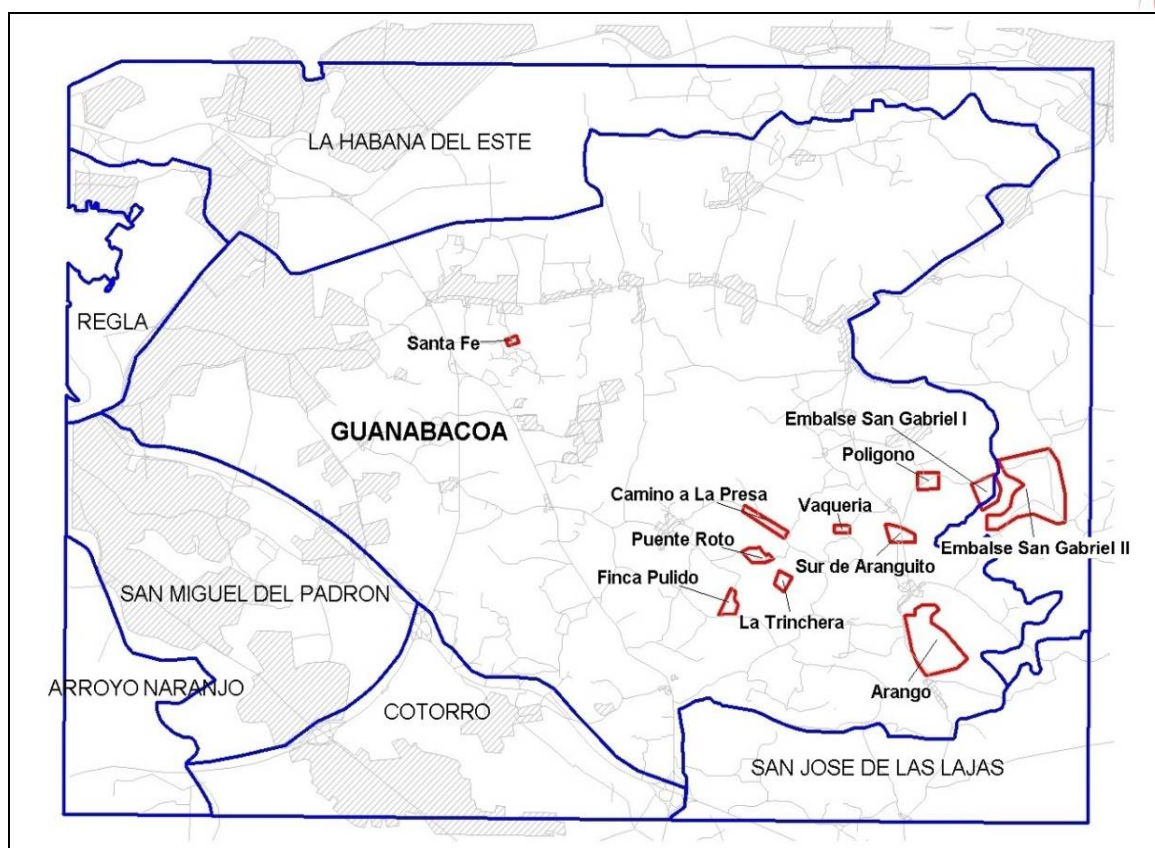 LA HABANA DEL ESTE
REGLA
Santa Fe
GUANABACOA
Embalse San Gabriel I
Poligono
Camino a La Presa
Vaqueria
Puente Roto
Embalse San Gabriel II
Sur de Aranguito
Finca Pulido
SAN MIGUEL DEL PADRON
La Trinchera
ARROYO NARANJO
Arango
COTORRO
SAN JOSE DE LAS LAJAS